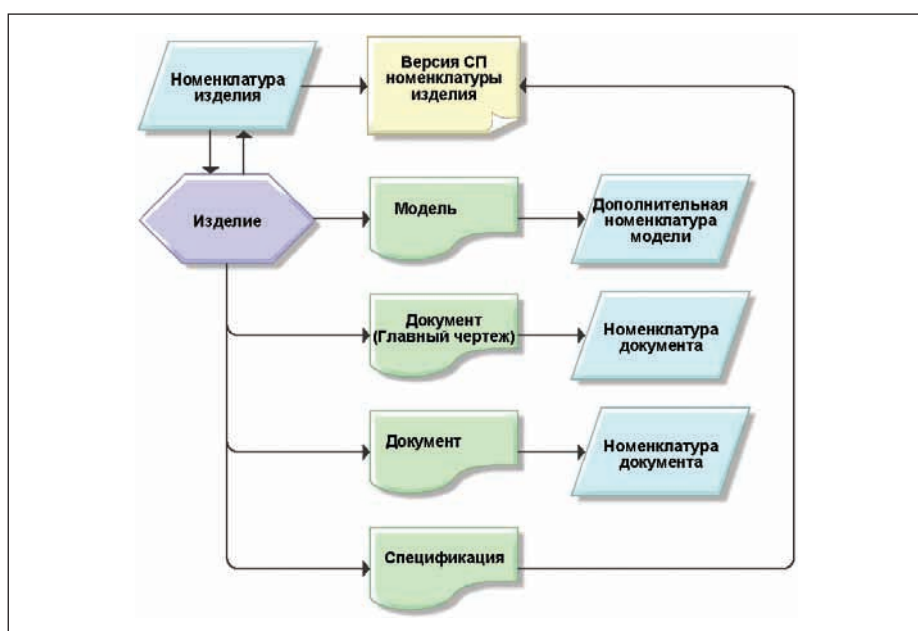 Номенклатура
изделия
Версия СП
номенклатуры
изделия
Изделие
Модель
Дополнительная
номенклатура
модели
Документ
(Главный чертеж)
Номенклатура
документа
Документ
Номенклатура
документа
Спецификация